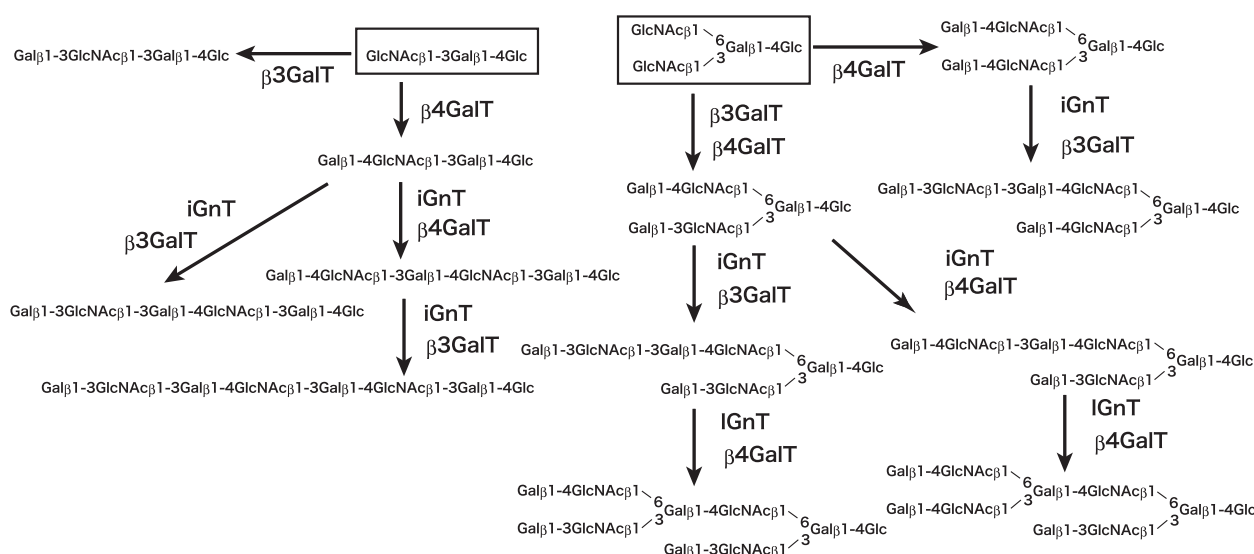 Galβ1-3GlcNAcβ1-3Galβ1-4Glc
β3GalT
GlcNAcβ1-3Galβ1-4Glc
β4GalT
Galβ1-4GlcNAcβ1-3Galβ1-4Glc
iGnT
β3GalT
iGnT
β4GalT
Galβ1-4GlcNAcβ1-3Galβ1-4GlcNAcβ1-3Galβ1-4Glc
Galβ1-3GlcNAcβ1-3Galβ1-4GlcNAcβ1-3Galβ1-4Glc
iGnT
β3GalT
Galβ1-3GlcNAcβ1-3Galβ1-4GlcNAcβ1-3Galβ1-4GlcNAcβ1-3Galβ1-4Glc
GlcNAcβ1
6
Galβ1-4Glc
3
GlcNAcβ1
β4GalT
Galβ1-4GlcNAcβ1
6
Galβ1-4Glc
3
Galβ1-4GlcNAcβ1
β3GalT
β4GalT
iGnT
β3GalT
Galβ1-4GlcNAcβ1
6
Galβ1-4Glc
3
Galβ1-3GlcNAcβ1
Galβ1-3GlcNAcβ1-3Galβ1-4GlcNAcβ1
6
Galβ1-4Glc
3
Galβ1-4GlcNAcβ1
iGnT
β3GalT
iGnT
β4GalT
Galβ1-3GlcNAcβ1-3Galβ1-4GlcNAcβ1
6
Galβ1-4Glc
3
Galβ1-3GlcNAcβ1
Galβ1-4GlcNAcβ1-3Galβ1-4GlcNAcβ1
6
Galβ1-4Glc
3
Galβ1-3GlcNAcβ1
IGnT
β4GalT
IGnT
β4GalT
Galβ1-4GlcNAcβ1
6
Galβ1-4GlcNAcβ1
3
Galβ1-3GlcNAcβ1
6
Galβ1-4Glc
3
Galβ1-3GlcNAcβ1
Galβ1-4GlcNAcβ1
6
Galβ1-4GlcNAcβ1
3
Galβ1-4GlcNAcβ1
6
Galβ1-4Glc
3
Galβ1-3GlcNAcβ1